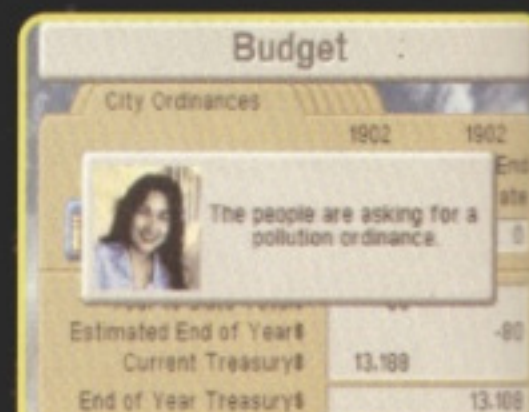 Budget
City Ordinances
1902 1902
The people are asking for a
pollution ordinance.
0
Estimated End of Year$ -80
Current Treasury$ 13,188
End of Year Treasury$ 13,108